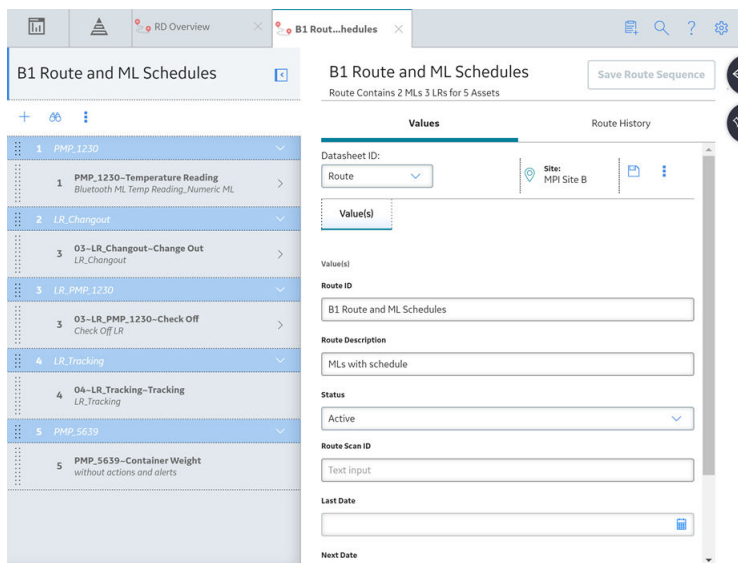 RD Overview
B1 Rout...hedules
B1 Route and ML Schedules
1 PMP_1230
1 PMP_1230~Temperature Reading
Bluetooth ML Temp Reading_Numeric ML
2 LR_Changout
3 03~LR_Changout~Change Out
LR_Changout
3 LR_PMP_1230
3 03~LR_PMP_1230~Check Off
Check Off LR
4 LR_Tracking
4 04~LR_Tracking~Tracking
LR_Tracking
5 PMP_5639
5 PMP_5639~Container Weight
without actions and alerts
B1 Route and ML Schedules
Route Contains 2 MLs 3 LRs for 5 Assets
Save Route Sequence
Values
Route History
Datasheet ID:
Route
Site:
MPI Site B
Value(s)
Value(s)
Route ID
B1 Route and ML Schedules
Route Description
MLs with schedule
Status
Active
Route Scan ID
Text input
Last Date
Next Date